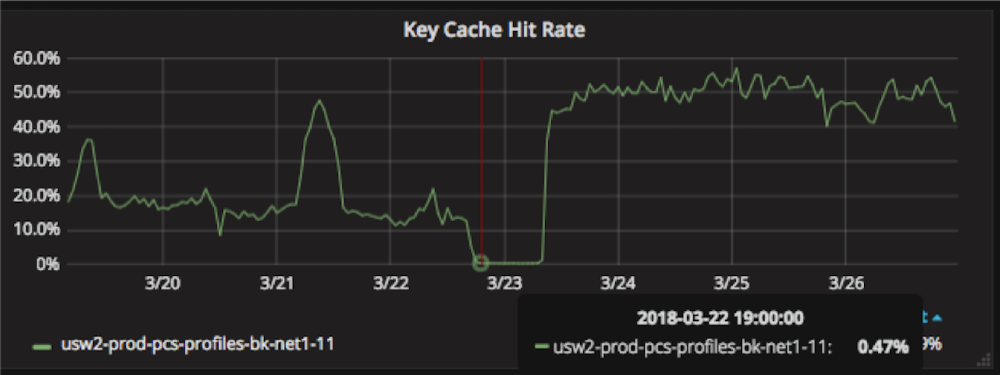 Key Cache Hit Rate
60.0%
50.0%
40.0%
30.0%
20.0%
10.0%
0%
3/20 3/21 3/22 3/23 3/24 3/25 3/26
2018-03-22 19:00:00
usw2-prod-pcs-profiles-bk-net1-11
usw2-prod-pcs-profiles-bk-net1-11: 0.47%
9%